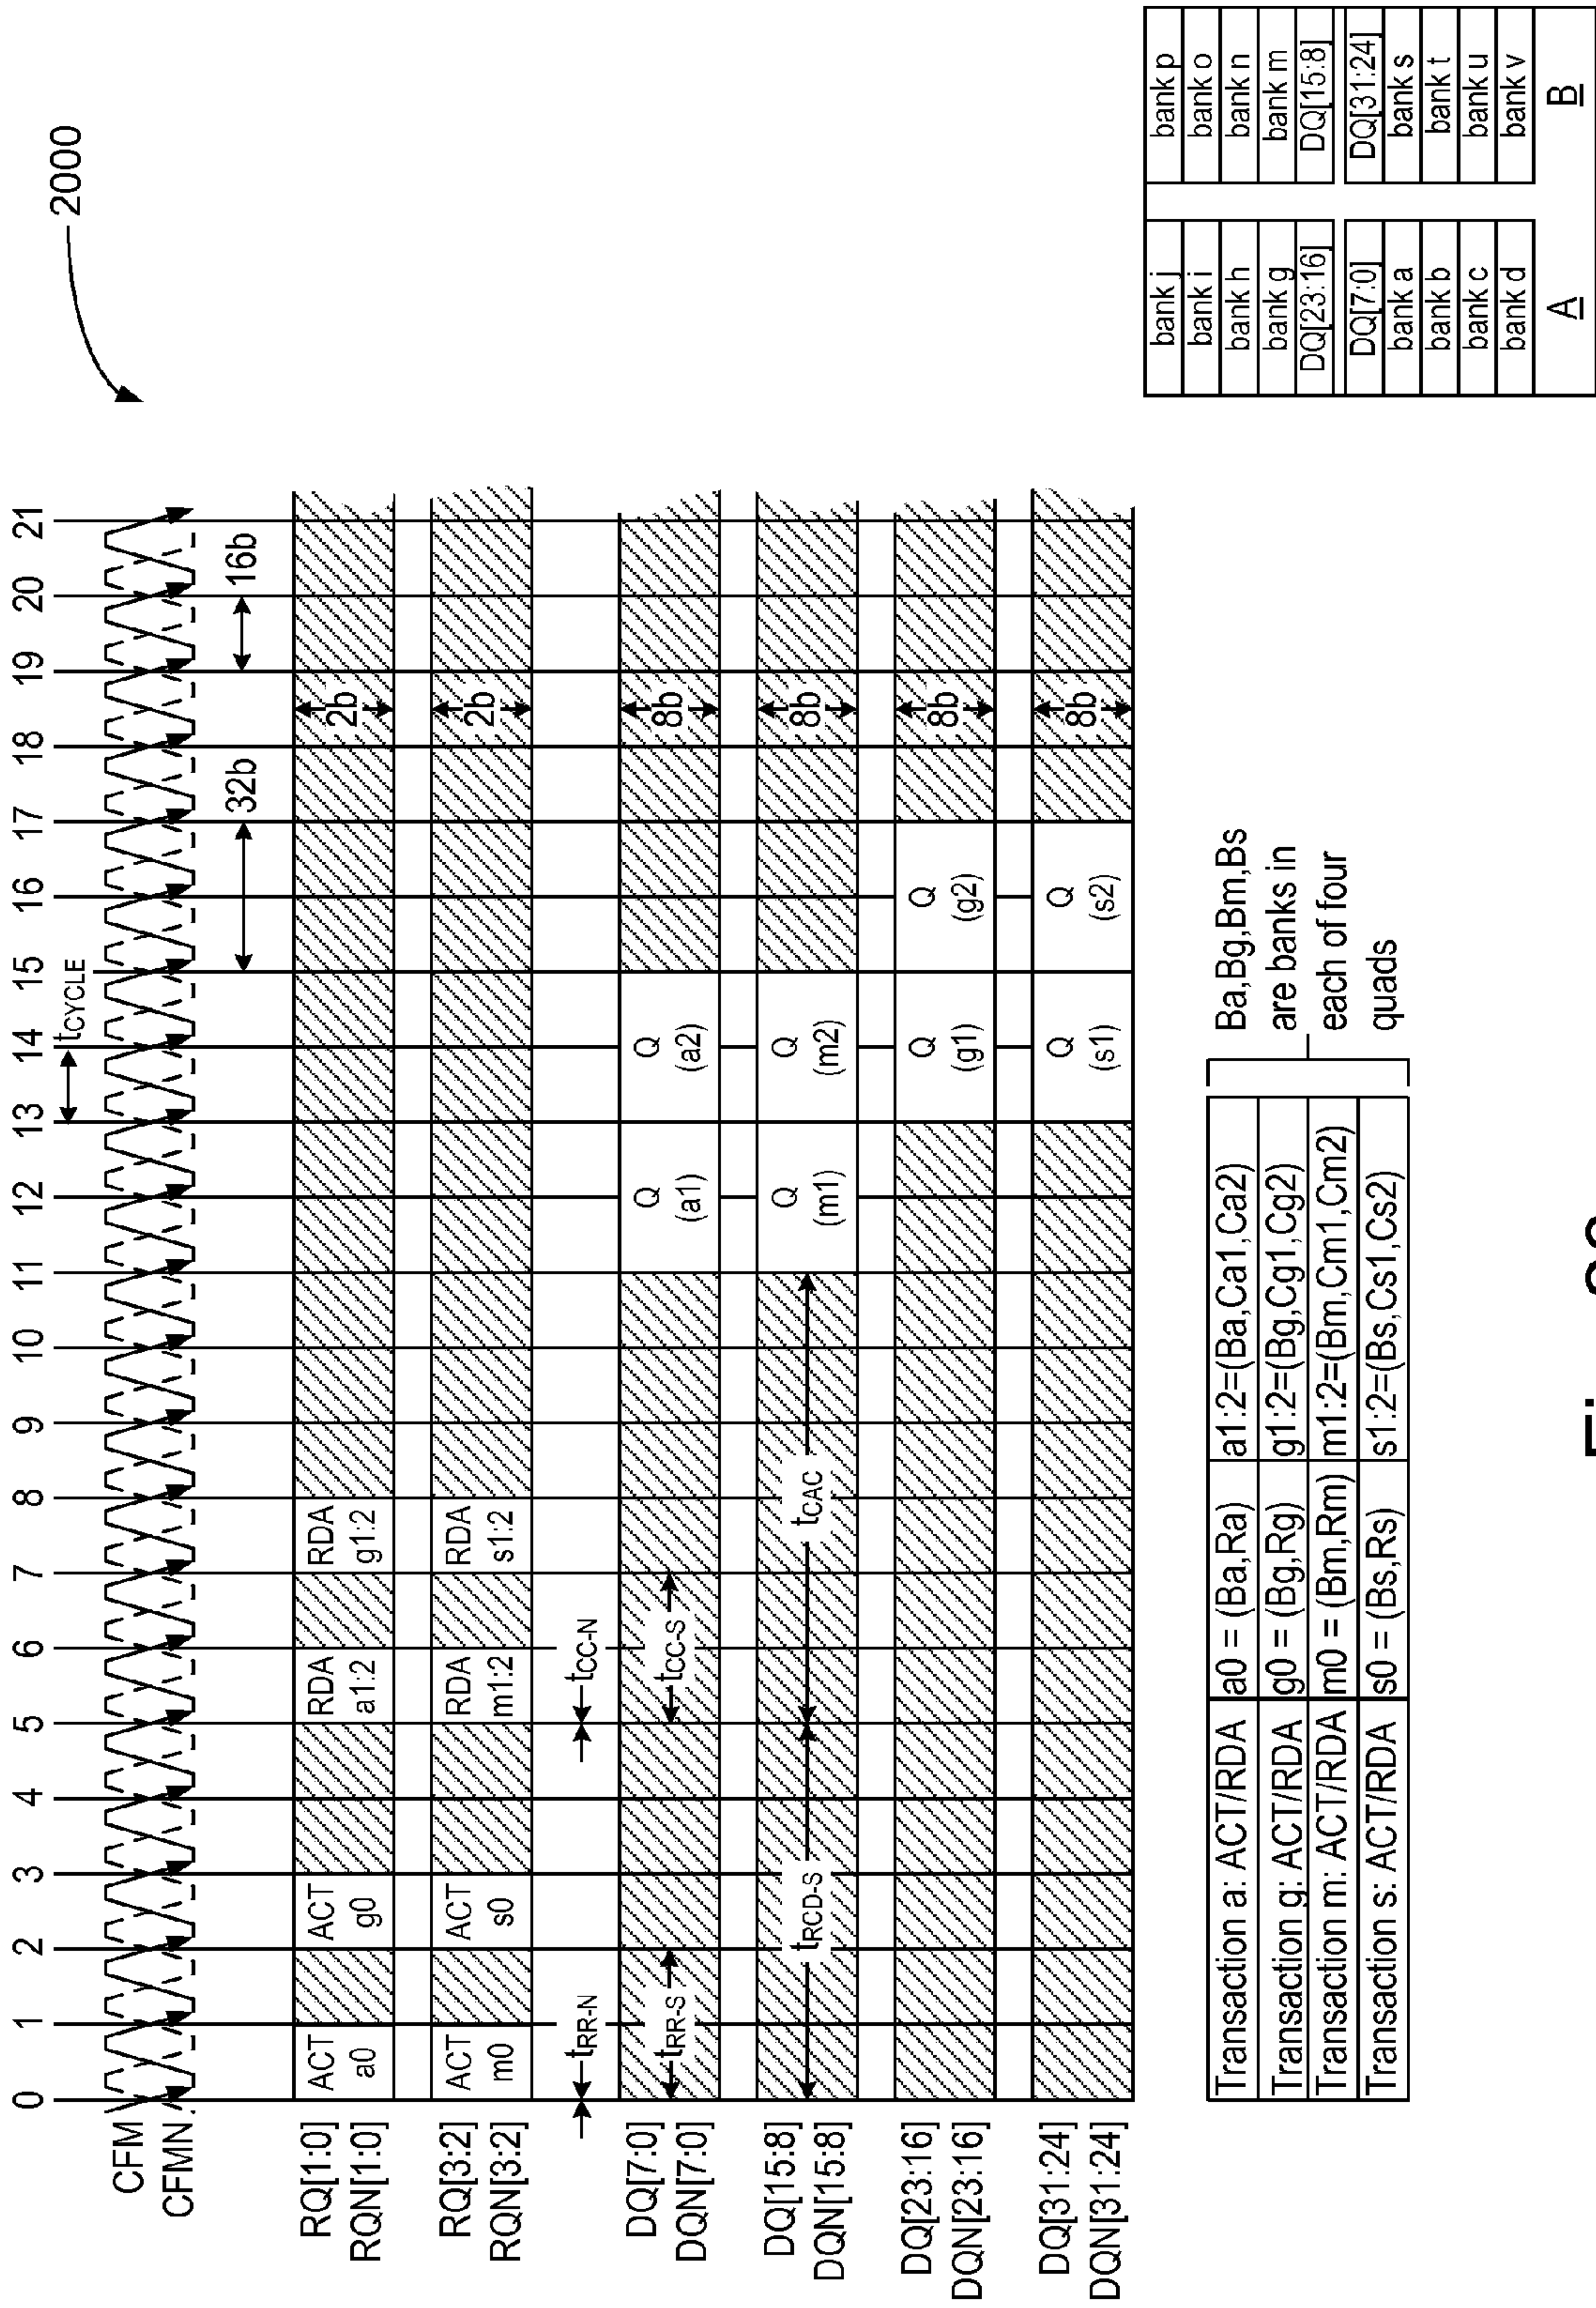 2000
0 1 2 3 4 5 6 7 8 9 10 11 12 13 14 15 16 17 18 19 20 21
tCYCLE
CFM
CFMN
32b
16b
RQ[1:0]
RQN[1:0]
ACT
a0
ACT
g0
RDA
a1:2
RDA
g1:2
2b
RQ[3:2]
RQN[3:2]
ACT
m0
ACT
s0
RDA
m1:2
RDA
s1:2
2b
tRR-N
tCC-N
DQ[7:0]
DQN[7:0]
tRR-S
tCC-S
Q
(a1)
Q
(a2)
8b
DQ[15:8]
DQN[15:8]
tRCD-S
tCAC
Q
(m1)
Q
(m2)
8b
DQ[23:16]
DQN[23:16]
Q
(g1)
Q
(g2)
8b
DQ[31:24]
DQN[31:24]
Q
(s1)
Q
(s2)
8b
Transaction a: ACT/RDA a0 = (Ba,Ra) a1:2=(Ba,Ca1,Ca2)
Transaction g: ACT/RDA g0 = (Bg,Rg) g1:2=(Bg,Cg1,Cg2)
Transaction m: ACT/RDA m0 = (Bm,Rm) m1:2=(Bm,Cm1,Cm2)
Transaction s: ACT/RDA s0 = (Bs,Rs) s1:2=(Bs,Cs1,Cs2)
Ba,Bg,Bm,Bs
are banks in
each of four
quads
bank j bank p
bank i bank o
bank h bank n
bank g bank m
DQ[23:16] DQ[15:8]
DQ[7:0] DQ[31:24]
bank a bank s
bank b bank t
bank c bank u
bank d bank v
A B